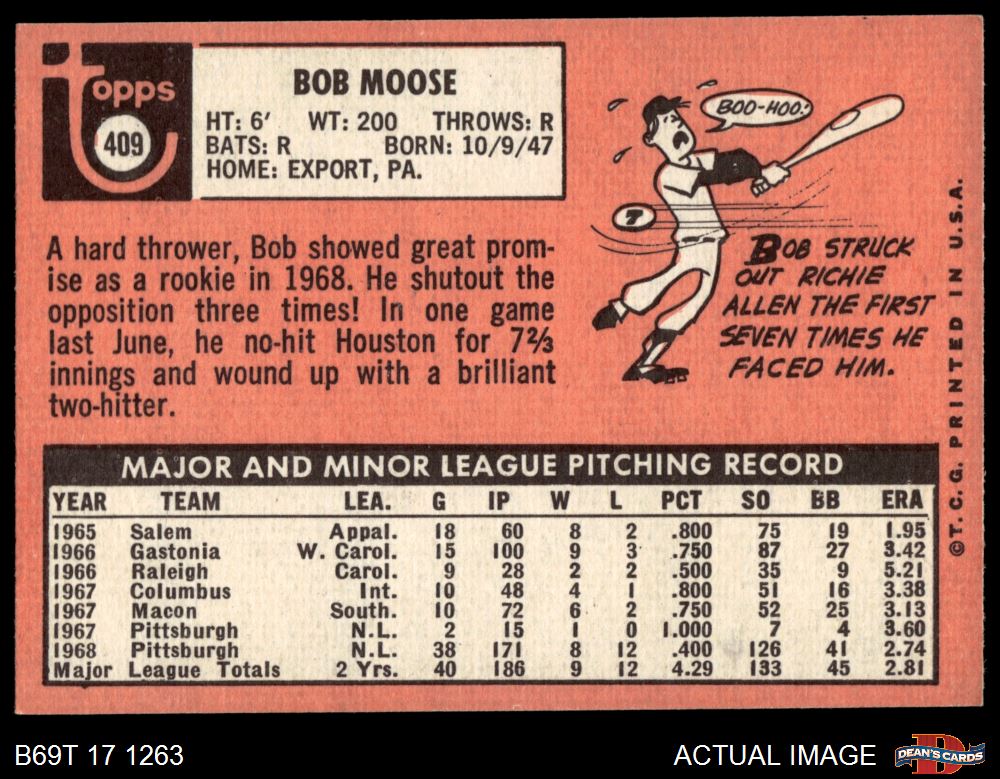 Topps
409
BOB MOOSE
HT: 6' WT: 200 THROWS: R
BATS: R BORN: 10/9/47
HOME: EXPORT, PA.
A hard thrower, Bob showed great prom-
ise as a rookie in 1968. He shutout the
opposition three times! In one game
last June, he no-hit Houston for 7⅔
innings and wound up with a brilliant
two-hitter.
BOO-HOO!
7
BOB STRUCK
OUT RICHIE
ALLEN THE FIRST
SEVEN TIMES HE
FACED HIM.
MAJOR AND MINOR LEAGUE PITCHING RECORD
YEAR TEAM LEA. G IP W L PCT SO BB ERA
1965 Salem Appal. 18 60 8 2 .800 75 19 1.95
1966 Gastonia W. Carol. 15 100 9 3 .750 87 27 3.42
1966 Raleigh Carol. 9 28 2 2 .500 35 9 5.21
1967 Columbus Int. 10 48 4 1 .800 51 16 3.38
1967 Macon South. 10 72 6 2 .750 52 25 3.13
1967 Pittsburgh N.L. 2 15 1 0 1.000 7 4 3.60
1968 Pittsburgh N.L. 38 171 8 12 .400 126 41 2.74
Major League Totals 2 Yrs. 40 186 9 12 4.29 133 45 2.81
©T.C.G. PRINTED IN U.S.A.
B69T 17 1263
ACTUAL IMAGE
D
DEAN'S CARDS